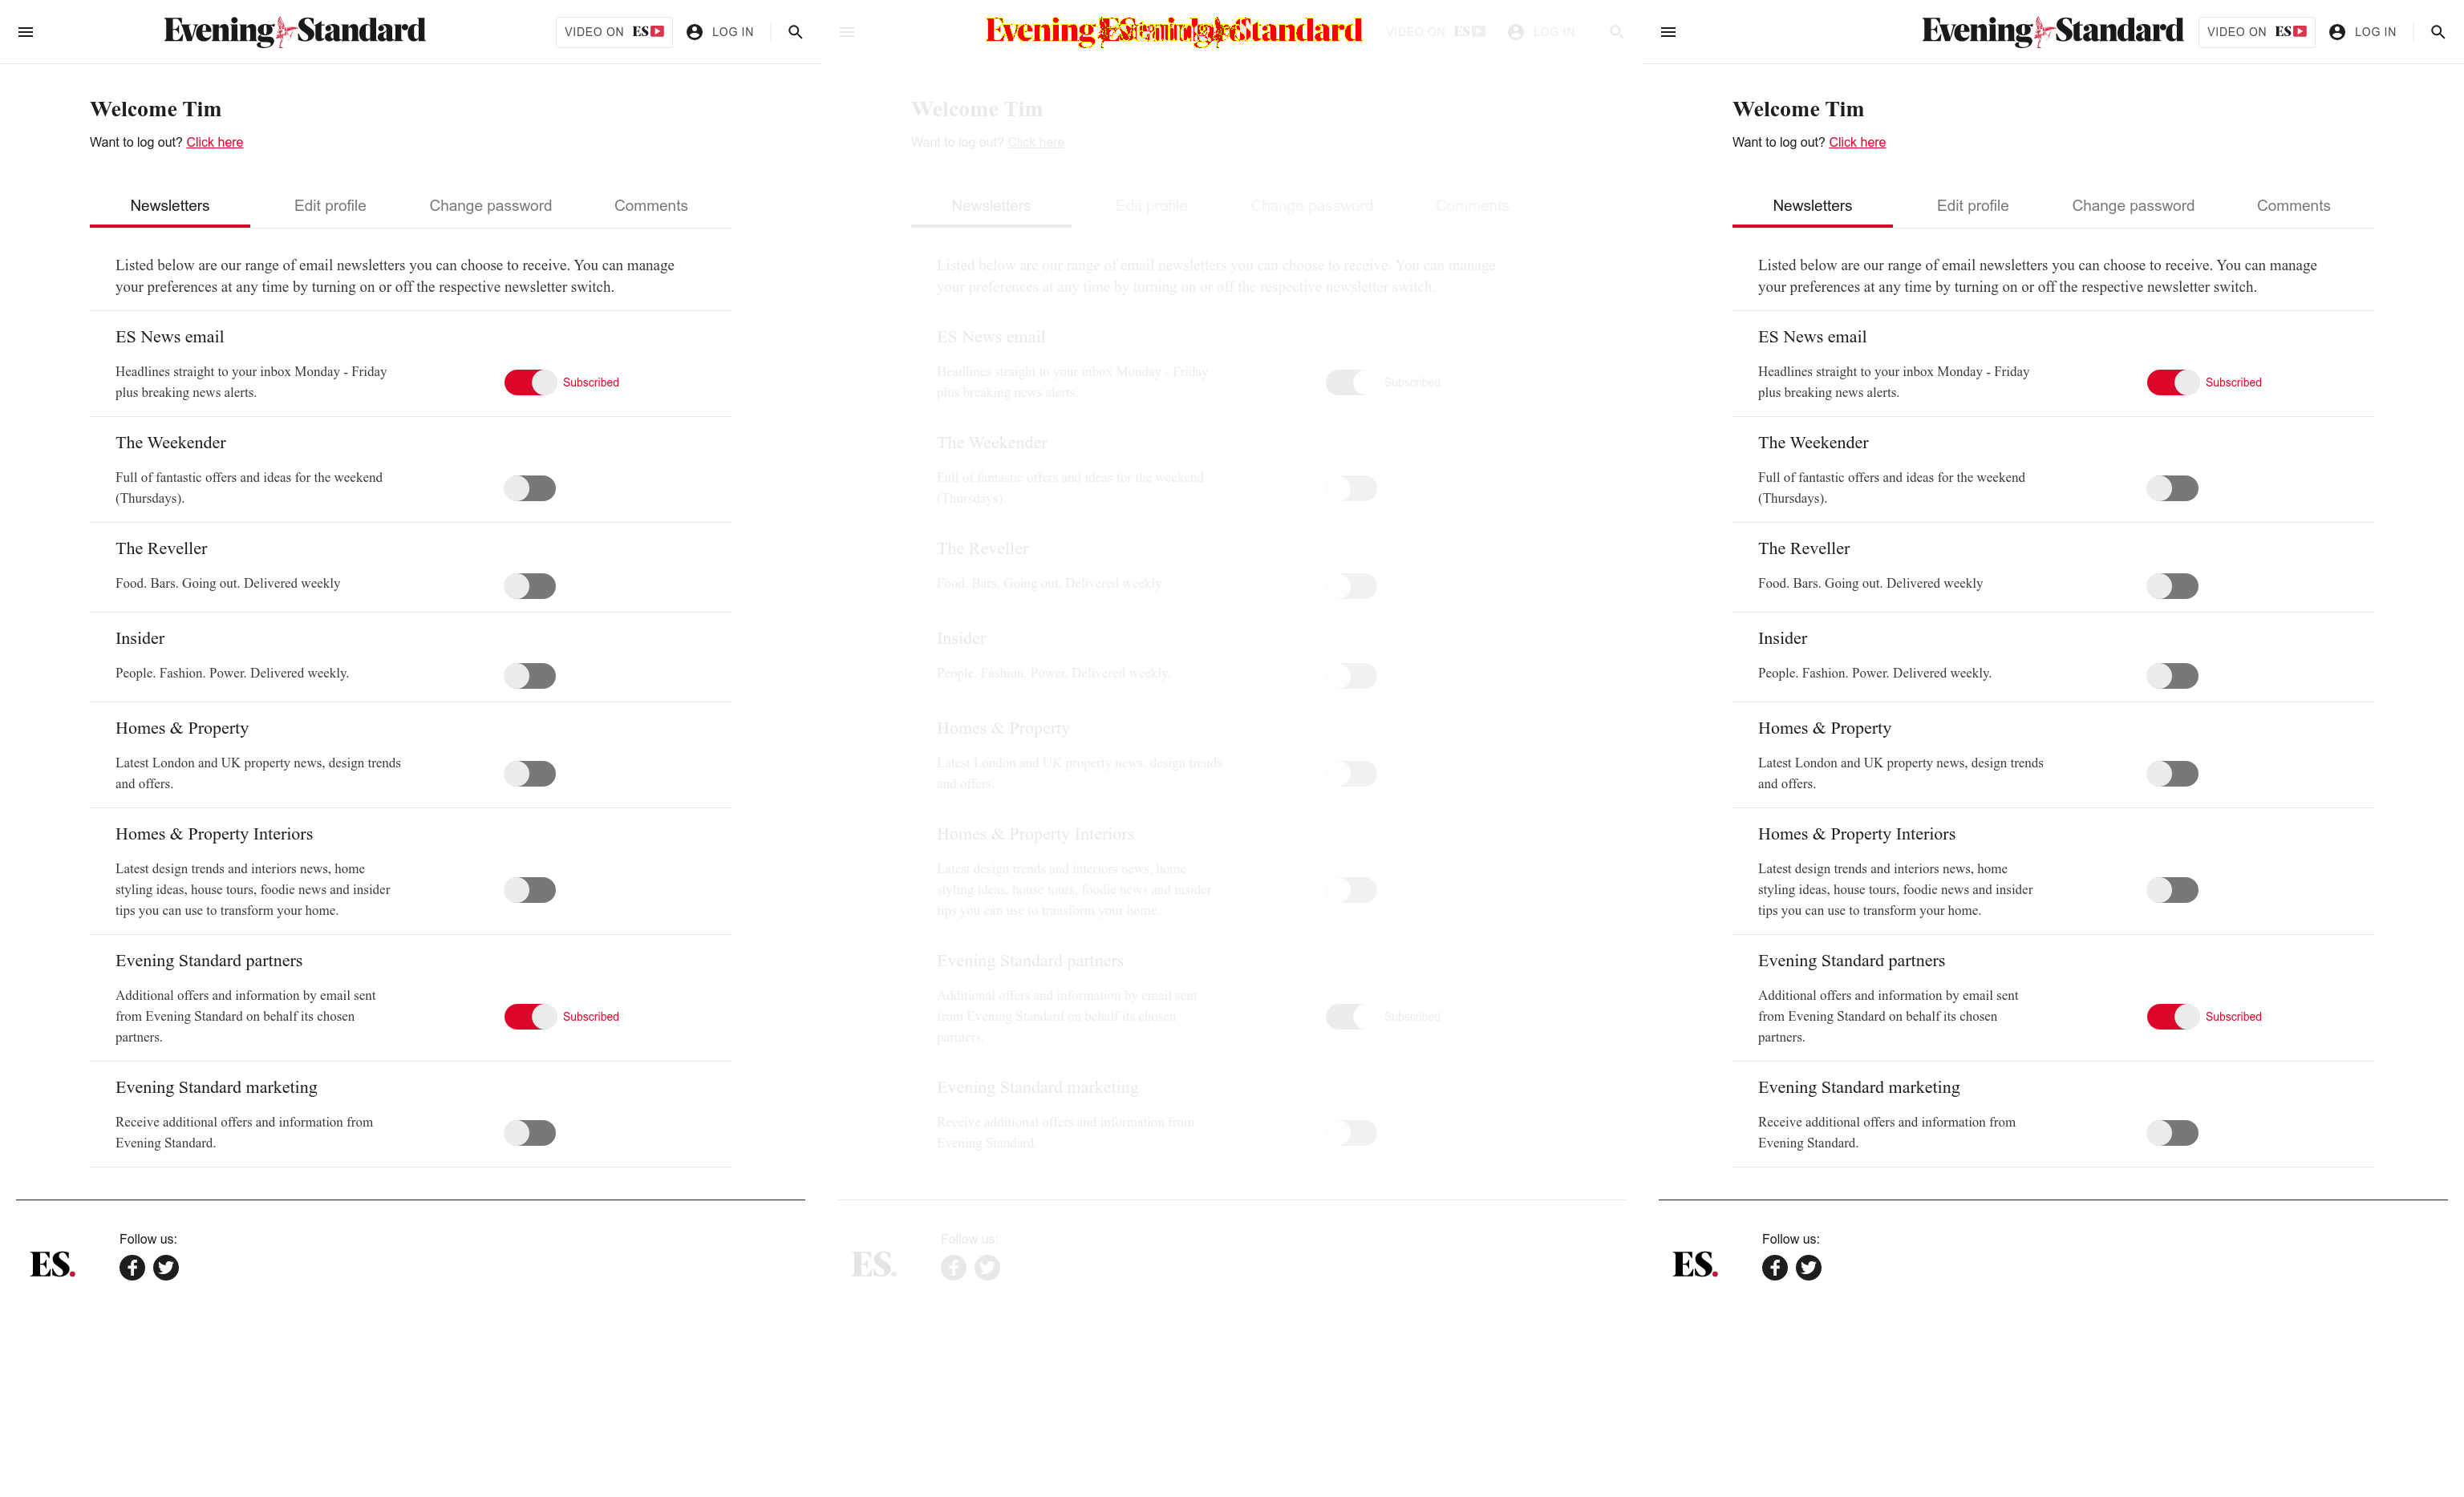 Evening Standard
VIDEO ON ES
LOG IN
Welcome Tim
Want to log out? Click here
Newsletters
Edit profile
Change password
Comments
Listed below are our range of email newsletters you can choose to receive. You can manage
your preferences at any time by turning on or off the respective newsletter switch.
ES News email
Headlines straight to your inbox Monday - Friday
plus breaking news alerts.
Subscribed
The Weekender
Full of fantastic offers and ideas for the weekend
(Thursdays).
The Reveller
Food. Bars. Going out. Delivered weekly
Insider
People. Fashion. Power. Delivered weekly.
Homes & Property
Latest London and UK property news, design trends
and offers.
Homes & Property Interiors
Latest design trends and interiors news, home
styling ideas, house tours, foodie news and insider
tips you can use to transform your home.
Evening Standard partners
Additional offers and information by email sent
from Evening Standard on behalf its chosen
partners.
Subscribed
Evening Standard marketing
Receive additional offers and information from
Evening Standard.
ES.
Follow us:
Evening Standard
VIDEO ON ES
LOG IN
Welcome Tim
Want to log out? Click here
Newsletters
Edit profile
Change password
Comments
Listed below are our range of email newsletters you can choose to receive. You can manage
your preferences at any time by turning on or off the respective newsletter switch.
ES News email
Headlines straight to your inbox Monday - Friday
plus breaking news alerts.
Subscribed
The Weekender
Full of fantastic offers and ideas for the weekend
(Thursdays).
The Reveller
Food. Bars. Going out. Delivered weekly
Insider
People. Fashion. Power. Delivered weekly.
Homes & Property
Latest London and UK property news, design trends
and offers.
Homes & Property Interiors
Latest design trends and interiors news, home
styling ideas, house tours, foodie news and insider
tips you can use to transform your home.
Evening Standard partners
Additional offers and information by email sent
from Evening Standard on behalf its chosen
partners.
Subscribed
Evening Standard marketing
Receive additional offers and information from
Evening Standard.
ES.
Follow us:
Evening Standard
VIDEO ON ES
LOG IN
Welcome Tim
Want to log out? Click here
Newsletters
Edit profile
Change password
Comments
Listed below are our range of email newsletters you can choose to receive. You can manage
your preferences at any time by turning on or off the respective newsletter switch.
ES News email
Headlines straight to your inbox Monday - Friday
plus breaking news alerts.
Subscribed
The Weekender
Full of fantastic offers and ideas for the weekend
(Thursdays).
The Reveller
Food. Bars. Going out. Delivered weekly
Insider
People. Fashion. Power. Delivered weekly.
Homes & Property
Latest London and UK property news, design trends
and offers.
Homes & Property Interiors
Latest design trends and interiors news, home
styling ideas, house tours, foodie news and insider
tips you can use to transform your home.
Evening Standard partners
Additional offers and information by email sent
from Evening Standard on behalf its chosen
partners.
Subscribed
Evening Standard marketing
Receive additional offers and information from
Evening Standard.
ES.
Follow us: